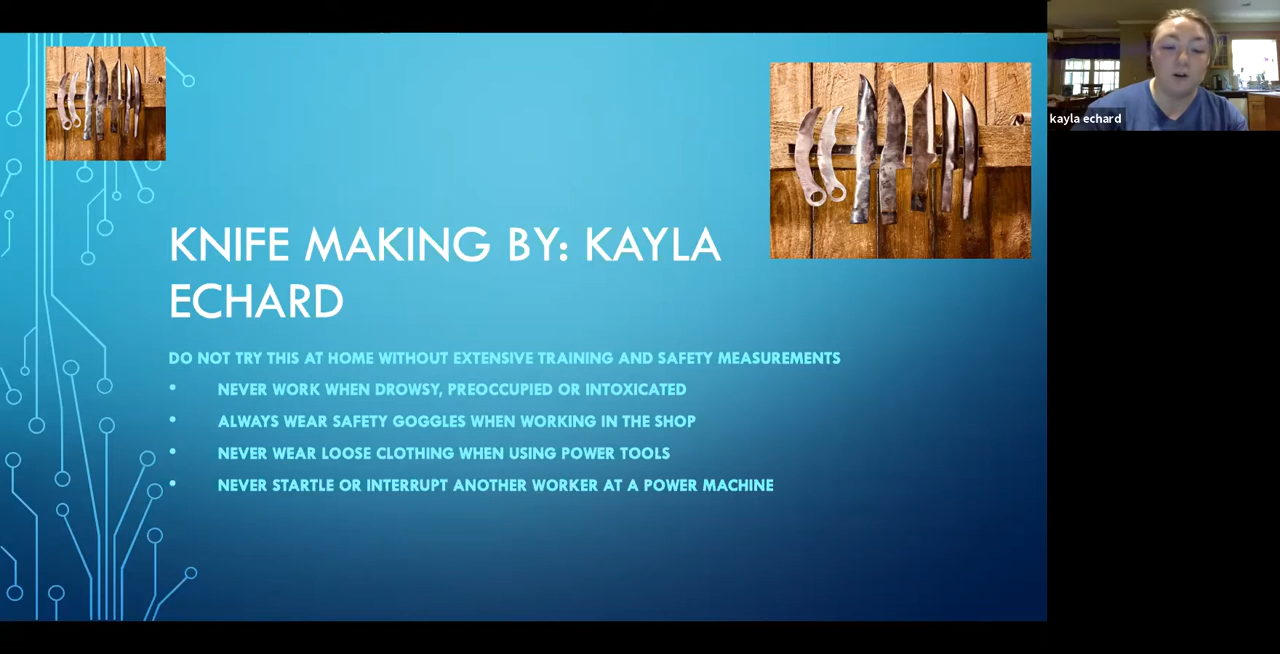 KNIFE MAKING BY: KAYLA
ECHARD
DO NOT TRY THIS AT HOME WITHOUT EXTENSIVE TRAINING AND SAFETY MEASUREMENTS
• NEVER WORK WHEN DROWSY, PREOCCUPIED OR INTOXICATED
• ALWAYS WEAR SAFETY GOGGLES WHEN WORKING IN THE SHOP
• NEVER WEAR LOOSE CLOTHING WHEN USING POWER TOOLS
• NEVER STARTLE OR INTERRUPT ANOTHER WORKER AT A POWER MACHINE
kayla echard